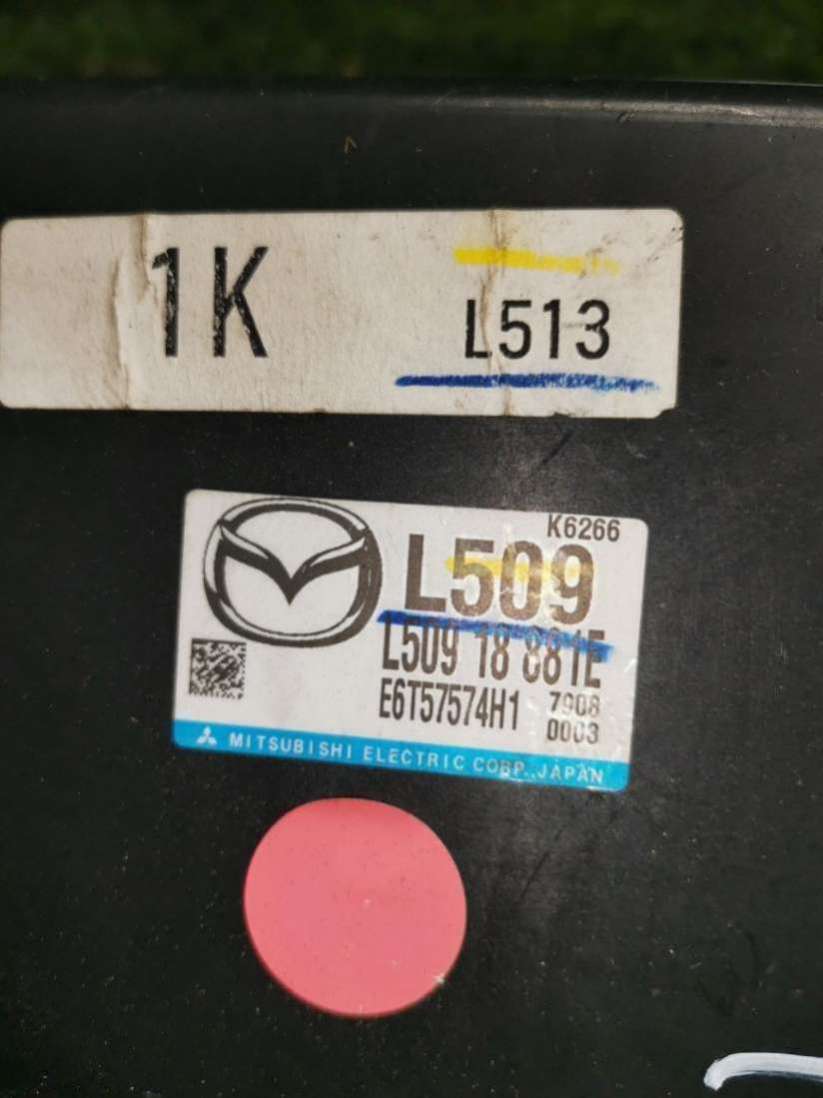 1K
L513
K6266
L509
L509 18 881E
E6T57574H1 7908
0003
MITSUBISHI ELECTRIC CORP., JAPAN